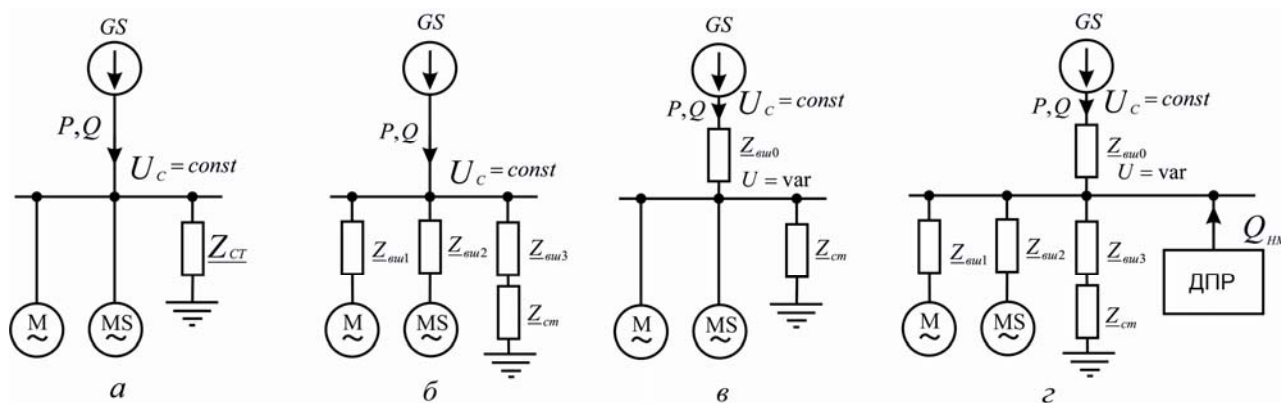 GS
P,Q
U_C = const
M
~
MS
~
Z_CT
а
GS
P,Q
U_C = const
Z_вш1
Z_вш2
Z_вш3
Z_ст
M
~
MS
~
б
GS
P,Q
U_C = const
Z_вш0
U = var
Z_ст
M
~
MS
~
в
GS
P,Q
U_C = const
Z_вш0
U = var
Z_вш1
Z_вш2
Z_вш3
Z_ст
M
~
MS
~
ДПР
г